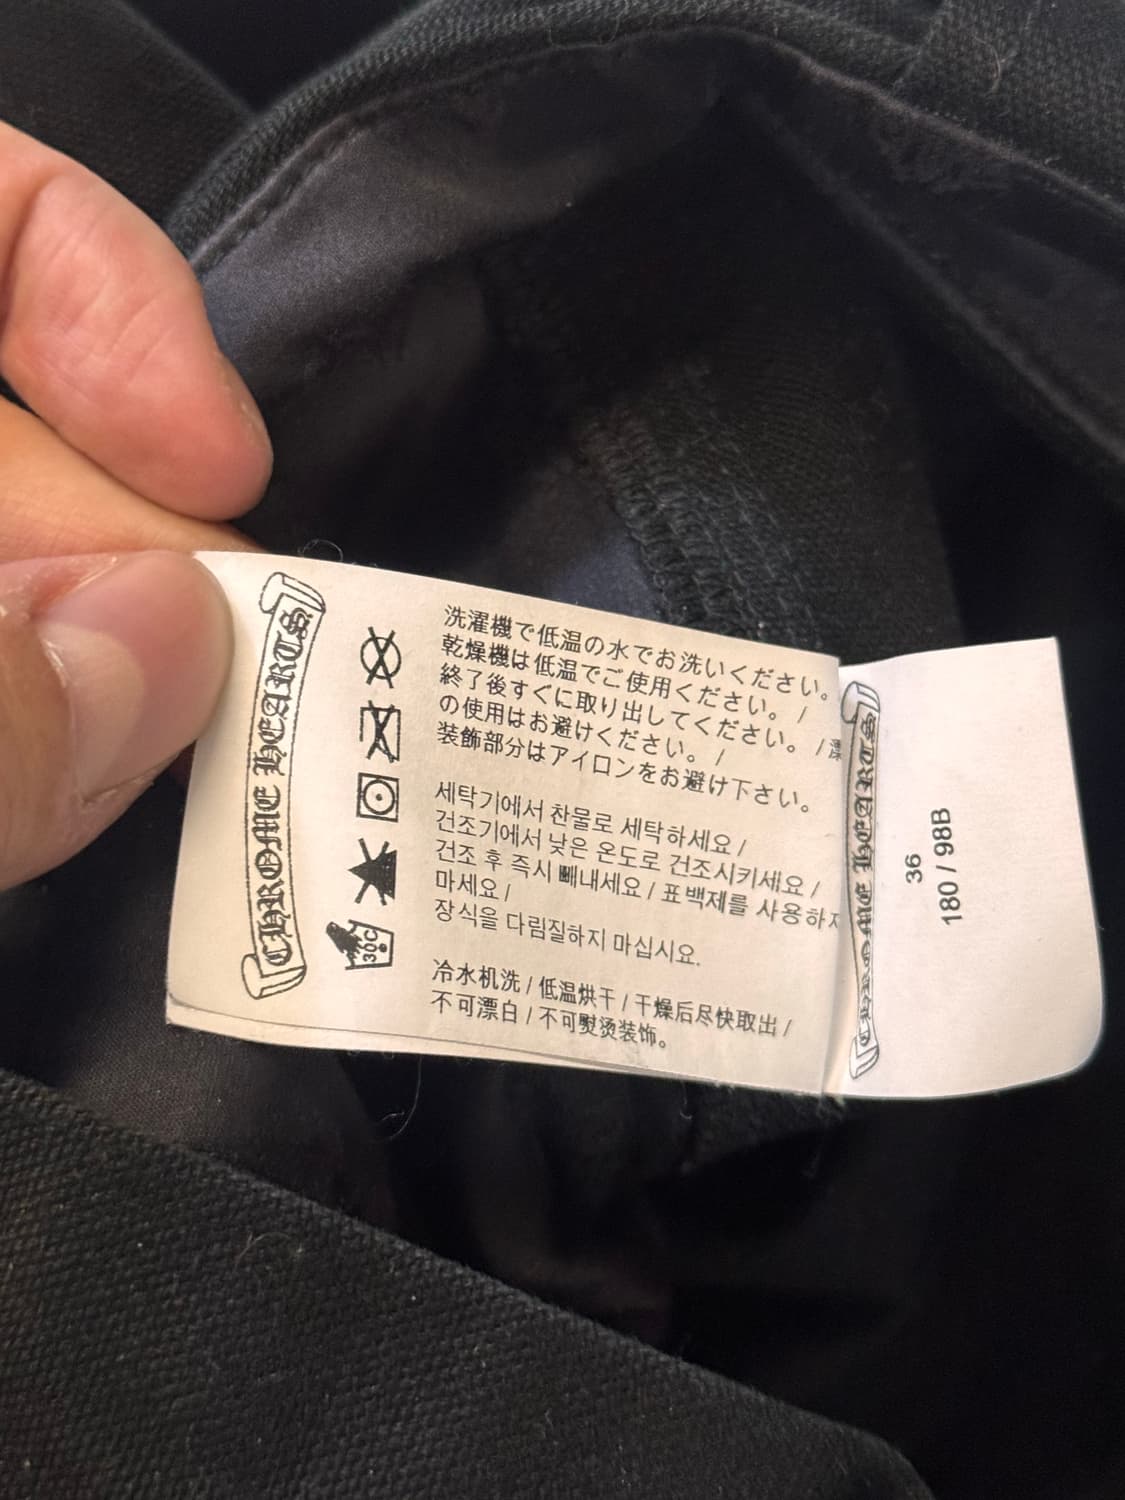 CHROME HEARTS
洗濯機で低温の水でお洗いください。
乾燥機は低温でご使用ください。 /
終了後すぐに取り出してください。 / 漂
の使用はお避けください。 /
装飾部分はアイロンをお避け下さい。
세탁기에서 찬물로 세탁하세요 /
건조기에서 낮은 온도로 건조시키세요 /
건조 후 즉시 빼내세요 / 표백제를 사용하지
마세요 /
장식을 다림질하지 마십시오.
冷水机洗 / 低温烘干 / 干燥后尽快取出 /
不可漂白 / 不可熨烫装饰。
30C
CHROME HEARTS
36
180 / 98B